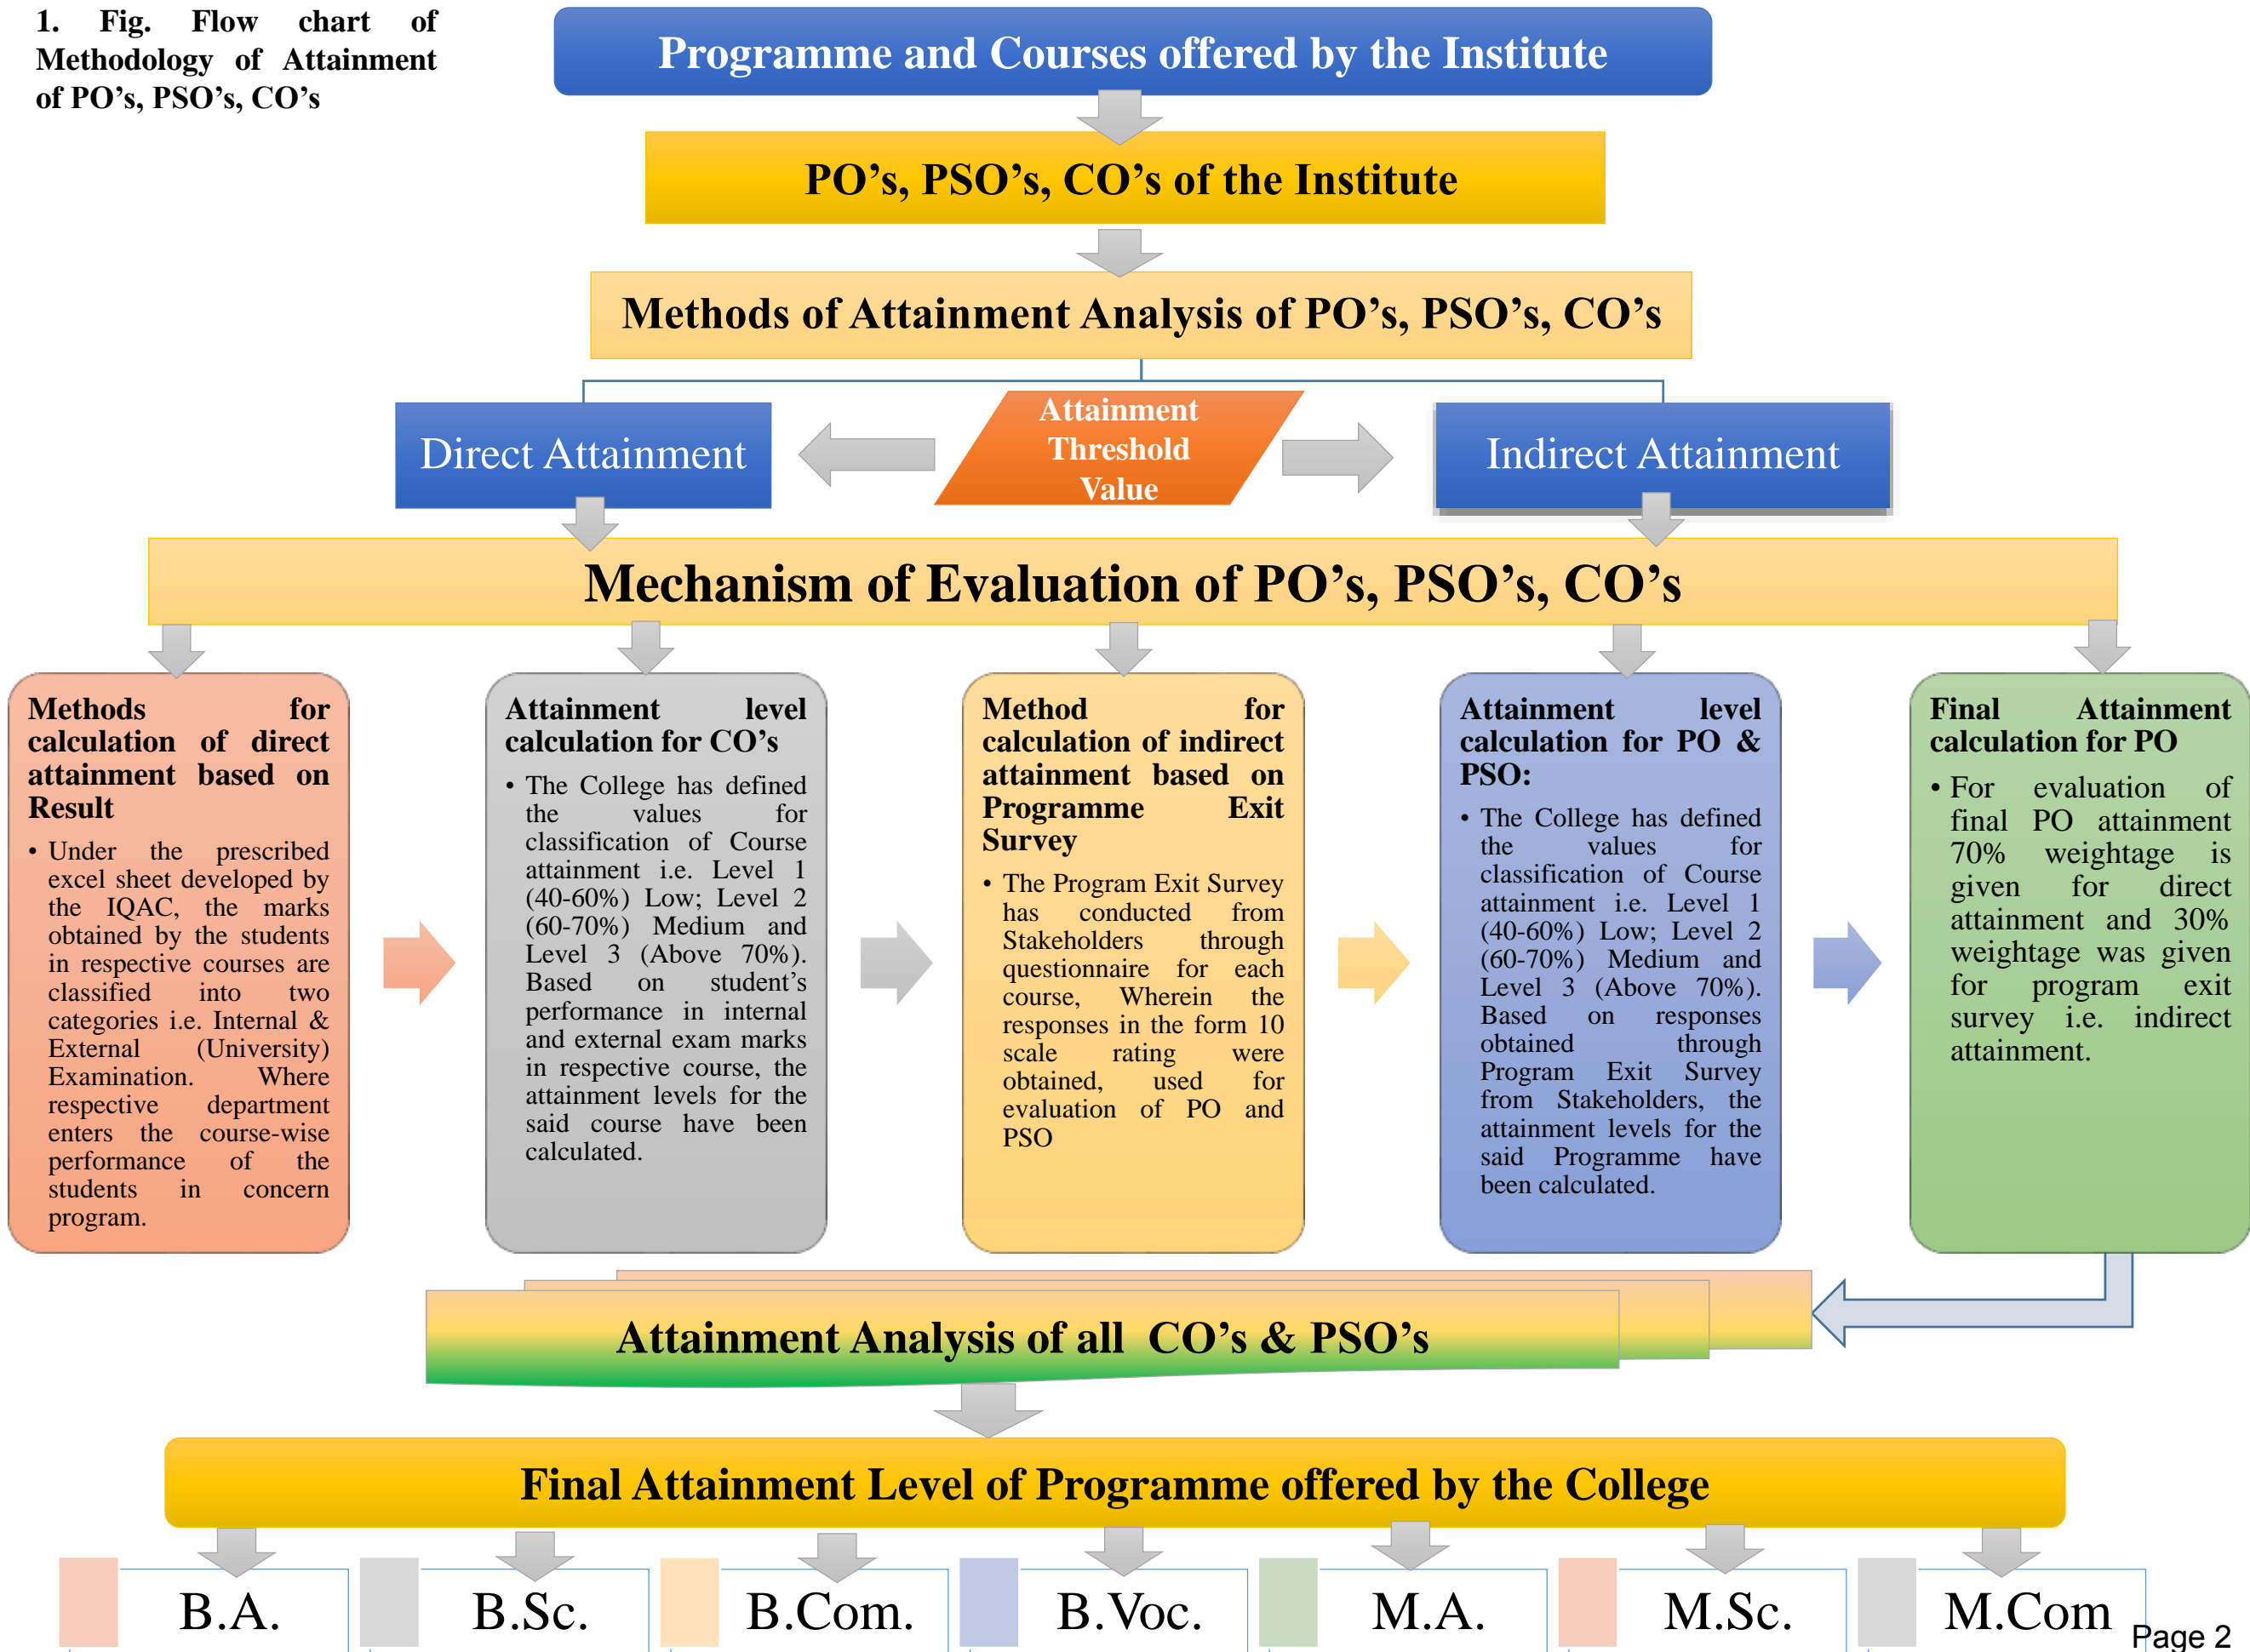 1. Fig. Flow chart of
Methodology of Attainment
of PO’s, PSO’s, CO’s
Programme and Courses offered by the Institute
PO’s, PSO’s, CO’s of the Institute
Methods of Attainment Analysis of PO’s, PSO’s, CO’s
Direct Attainment
Attainment
Threshold
Value
Indirect Attainment
Mechanism of Evaluation of PO’s, PSO’s, CO’s
Methods for
calculation of direct
attainment based on
Result
• Under the prescribed
excel sheet developed by
the IQAC, the marks
obtained by the students
in respective courses are
classified into two
categories i.e. Internal &
External (University)
Examination. Where
respective department
enters the course-wise
performance of the
students in concern
program.
Attainment level
calculation for CO’s
• The College has defined
the values for
classification of Course
attainment i.e. Level 1
(40-60%) Low; Level 2
(60-70%) Medium and
Level 3 (Above 70%).
Based on student’s
performance in internal
and external exam marks
in respective course, the
attainment levels for the
said course have been
calculated.
Method for
calculation of indirect
attainment based on
Programme Exit
Survey
• The Program Exit Survey
has conducted from
Stakeholders through
questionnaire for each
course, Wherein the
responses in the form 10
scale rating were
obtained, used for
evaluation of PO and
PSO
Attainment level
calculation for PO &
PSO:
• The College has defined
the values for
classification of Course
attainment i.e. Level 1
(40-60%) Low; Level 2
(60-70%) Medium and
Level 3 (Above 70%).
Based on responses
obtained through
Program Exit Survey
from Stakeholders, the
attainment levels for the
said Programme have
been calculated.
Final Attainment
calculation for PO
• For evaluation of
final PO attainment
70% weightage is
given for direct
attainment and 30%
weightage was given
for program exit
survey i.e. indirect
attainment.
Attainment Analysis of all CO’s & PSO’s
Final Attainment Level of Programme offered by the College
B.A.
B.Sc.
B.Com.
B.Voc.
M.A.
M.Sc.
M.Com
Page 2